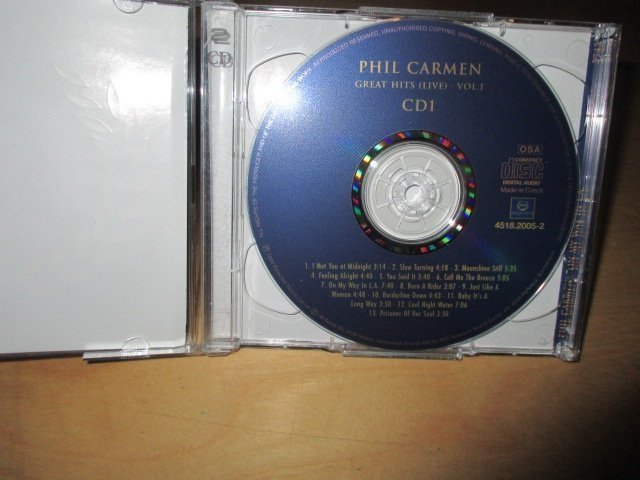 2
CD
PHIL CARMEN
GREAT HITS (LIVE) · VOL.1
CD1
OSA
COMPACT
disc
DIGITAL AUDIO
Made in Czech
4518.2005-2
1. I Met You at Midnight 3:14 · 2. Slow Turning 4:18 · 3. Moonshine Still 5:35
4. Feeling Alright 4:40 · 5. You Said It 3:40 · 6. Call Me The Breeze 5:05
7. On My Way In L.A. 7:40 · 8. Born A Rider 3:07 · 9. Just Like A
Woman 4:48 · 10. Borderline Down 4:43 · 11. Baby It's A
Long Way 3:50 · 12. Cool Night Water 7:06
13. Prisoner Of Her Soul 2:50